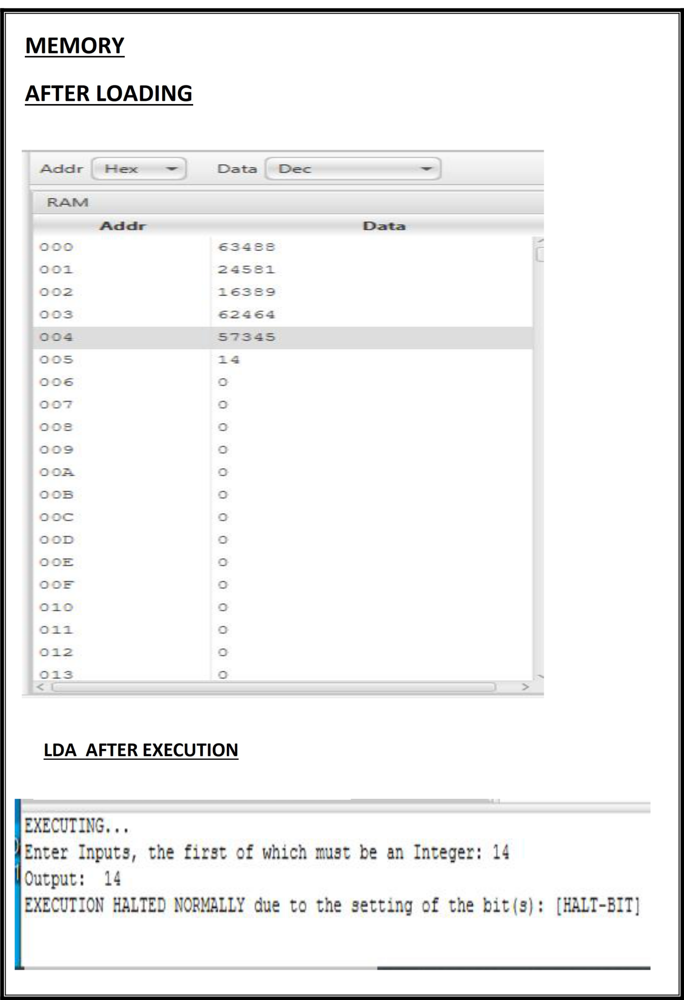 MEMORY
AFTER LOADING
Addr Hex Data Dec
RAM
Addr Data
000 63488
001 24581
002 16389
003 62464
004 57345
005 14
006 0
007 0
008 0
009 0
00A 0
00B 0
00C 0
00D 0
00E 0
00F 0
010 0
011 0
012 0
013 0
LDA AFTER EXECUTION
EXECUTING...
Enter Inputs, the first of which must be an Integer: 14
Output: 14
EXECUTION HALTED NORMALLY due to the setting of the bit(s): [HALT-BIT]